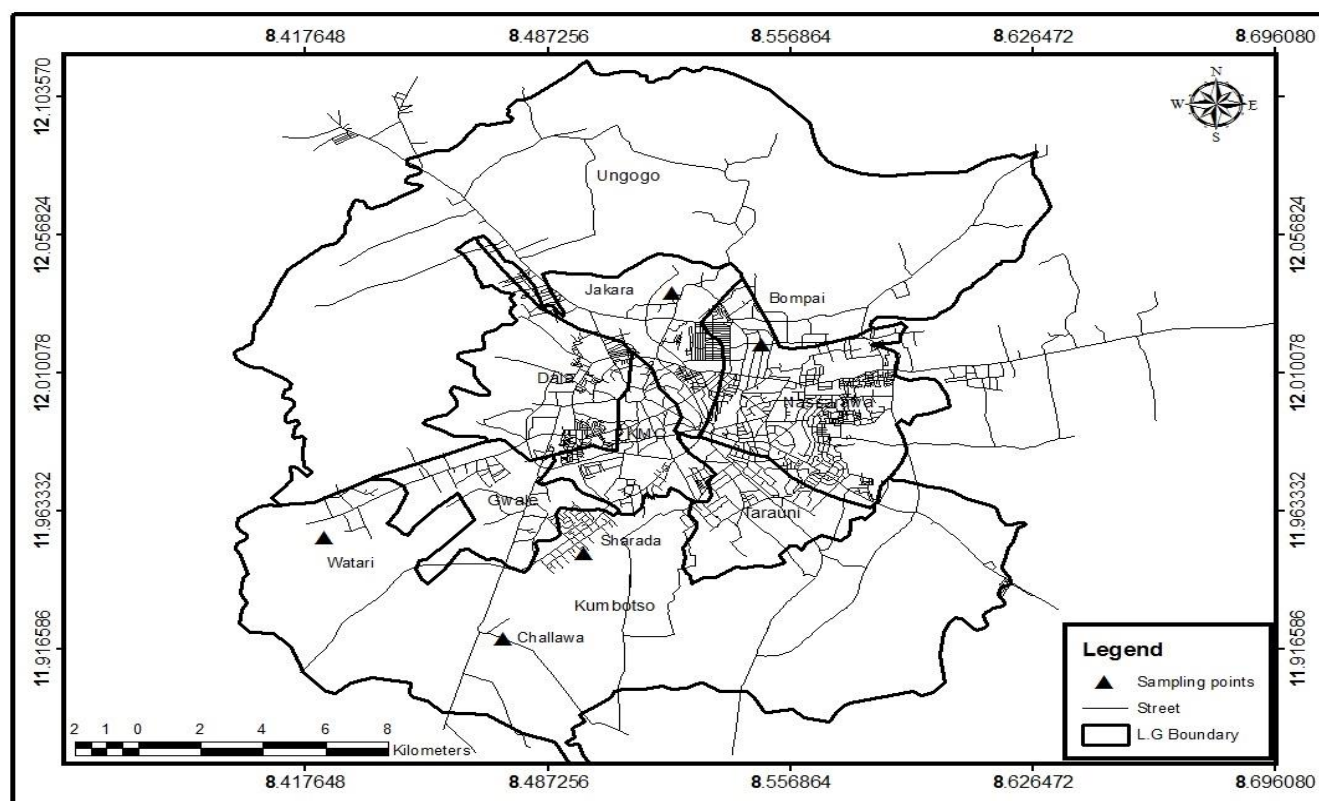 8.417648 8.487256 8.556864 8.626472 8.696080
12.103570
12.103570
N
W E
S
Ungogo
12.056824
12.056824
Jakara
Bompai
12.010078
12.010078
Dala
Nassarawa
KMC
11.963332
11.963332
Gwale
Tarauni
Sharada
Watari
Kumbotso
Challawa
11.916586
11.916586
Legend
Sampling points
Street
L.G Boundary
2 1 0 2 4 6 8
Kilometers
8.417648 8.487256 8.556864 8.626472 8.696080